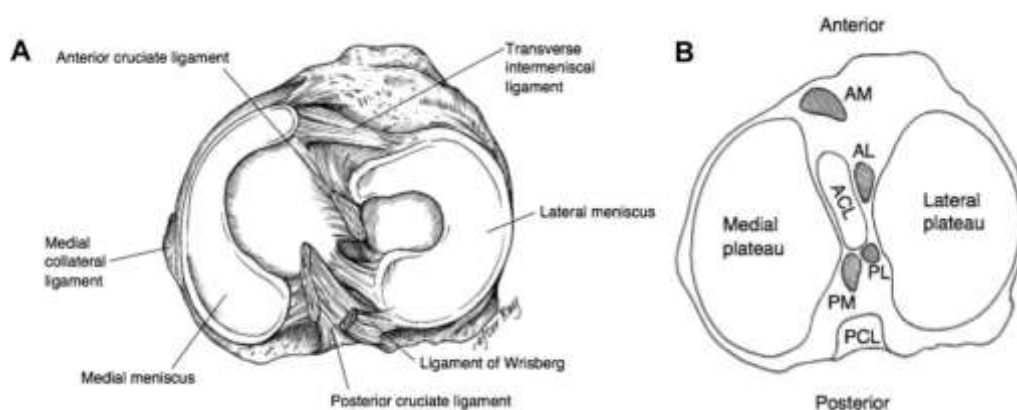 A
Anterior cruciate ligament
Transverse
intermeniscal
ligament
Lateral meniscus
Medial
collateral
ligament
Medial meniscus
Ligament of Wrisberg
Posterior cruciate ligament
B
Anterior
AM
AL
ACL
Medial
plateau
Lateral
plateau
PL
PM
PCL
Posterior